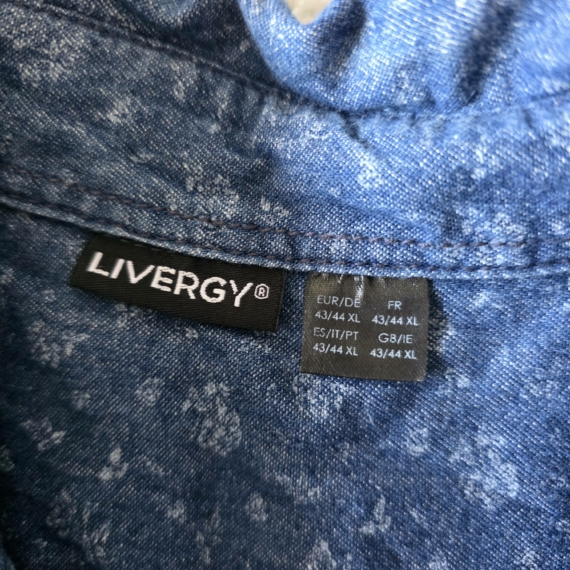 LIVERGY®
EUR/DE FR
43/44 XL 43/44 XL
ES/IT/PT GB/IE
43/44 XL 43/44 XL